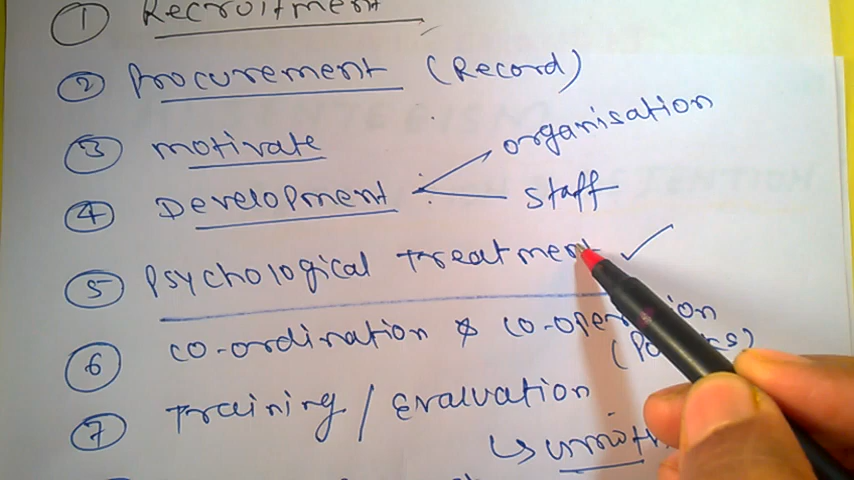 ① Recruitment
② Procurement (Record)
③ motivate
④ Development organisation
staff
⑤ Psychological Treatment ✓
⑥ co-ordination & co-operation
⑦ Training / Evaluation